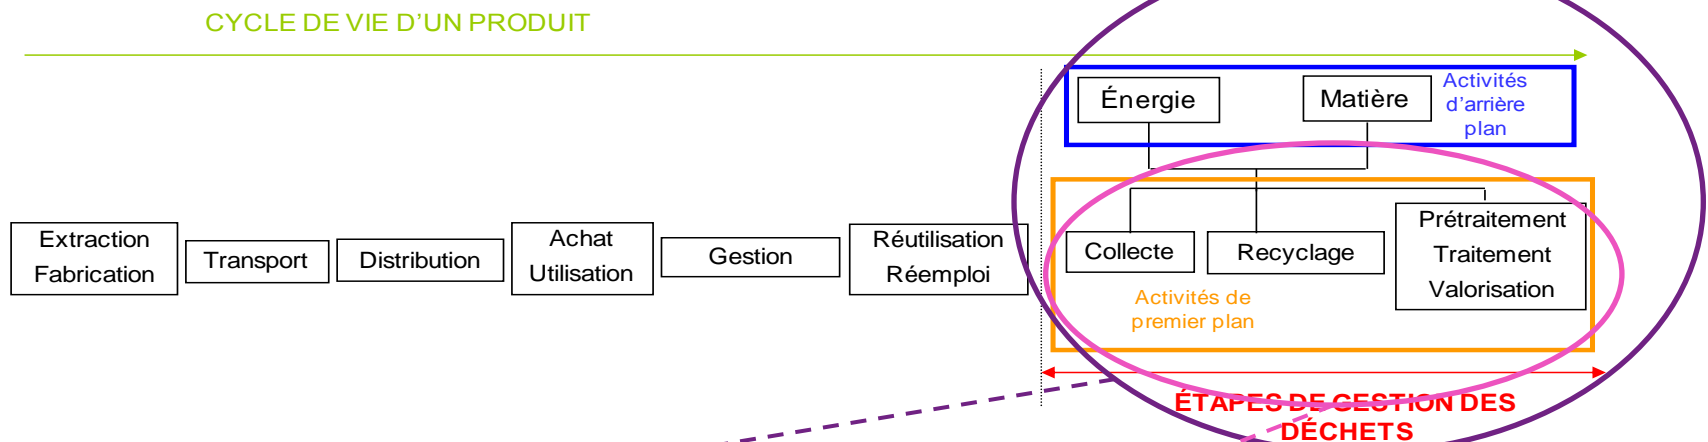 CYCLE DE VIE D'UN PRODUIT
Énergie
Matière
Activités
d'arrière
plan
Extraction
Fabrication
Transport
Distribution
Achat
Utilisation
Gestion
Réutilisation
Réemploi
Collecte
Recyclage
Prétraitement
Traitement
Valorisation
Activités de
premier plan
ÉTAPES DE GESTION DES
DÉCHETS